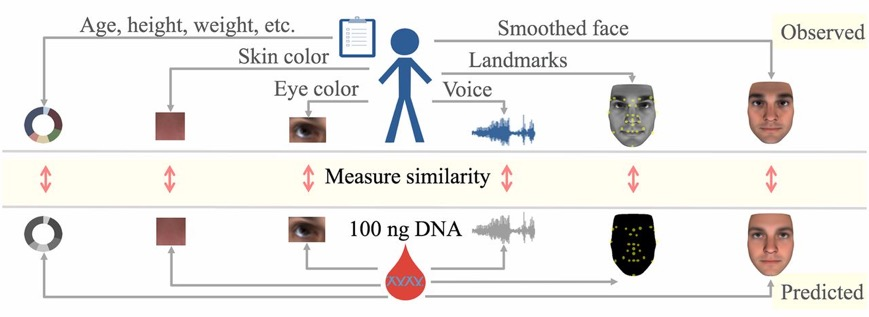 Age, height, weight, etc.
Smoothed face
Observed
Skin color
Landmarks
Eye color
Voice
Measure similarity
100 ng DNA
Predicted